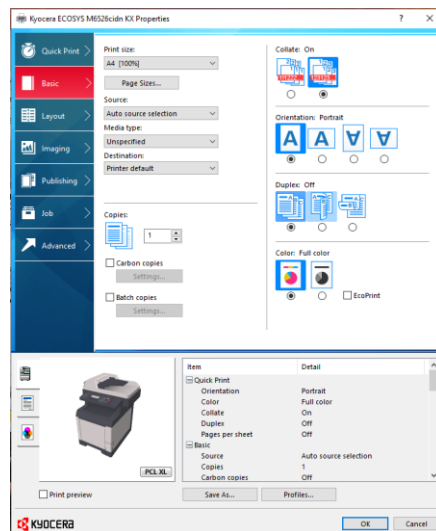 Kyocera ECOSYS M6526cidn KX Properties
Quick Print
Basic
Layout
Imaging
Publishing
Job
Advanced
Print size:
A4 [100%]
Page Sizes...
Source:
Auto source selection
Media type:
Unspecified
Destination:
Printer default
Copies:
1
Carbon copies
Settings...
Batch copies
Settings...
Collate: On
Orientation: Portrait
A A A A
Duplex: Off
Color: Full color
EcoPrint
PCL XL
Print preview
Item Detail
Quick Print
Orientation Portrait
Color Full color
Collate On
Duplex Off
Pages per sheet Off
Basic
Source Auto source selection
Copies 1
Carbon copies Off
Save As... Profiles...
KYOCERA
OK Cancel